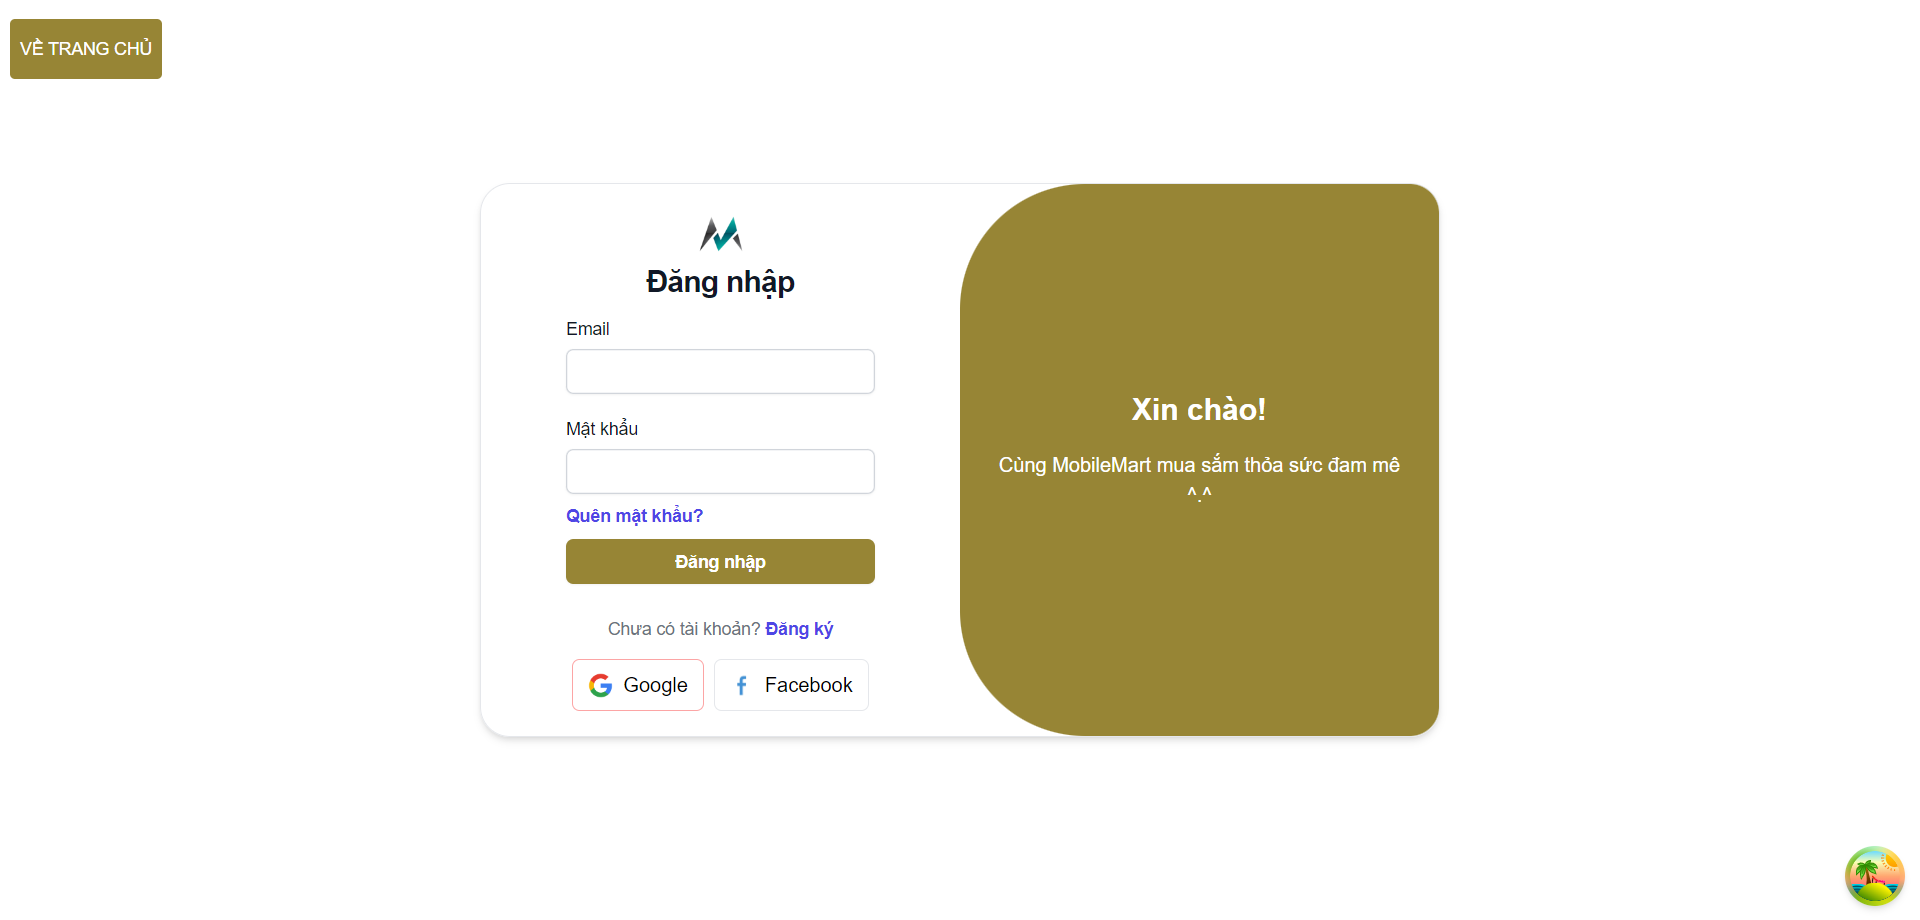 VỀ TRANG CHỦ
Đăng nhập
Email
Mật khẩu
Quên mật khẩu?
Đăng nhập
Chưa có tài khoản? Đăng ký
Google
Facebook
Xin chào!
Cùng MobileMart mua sắm thỏa sức đam mê
^.^